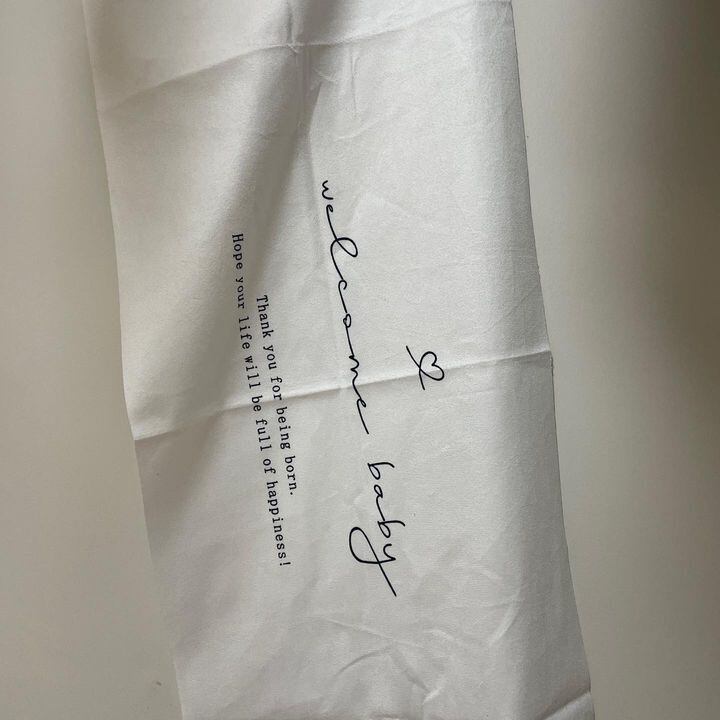 welcome baby
Thank you for being born.
Hope your life will be full of happiness!